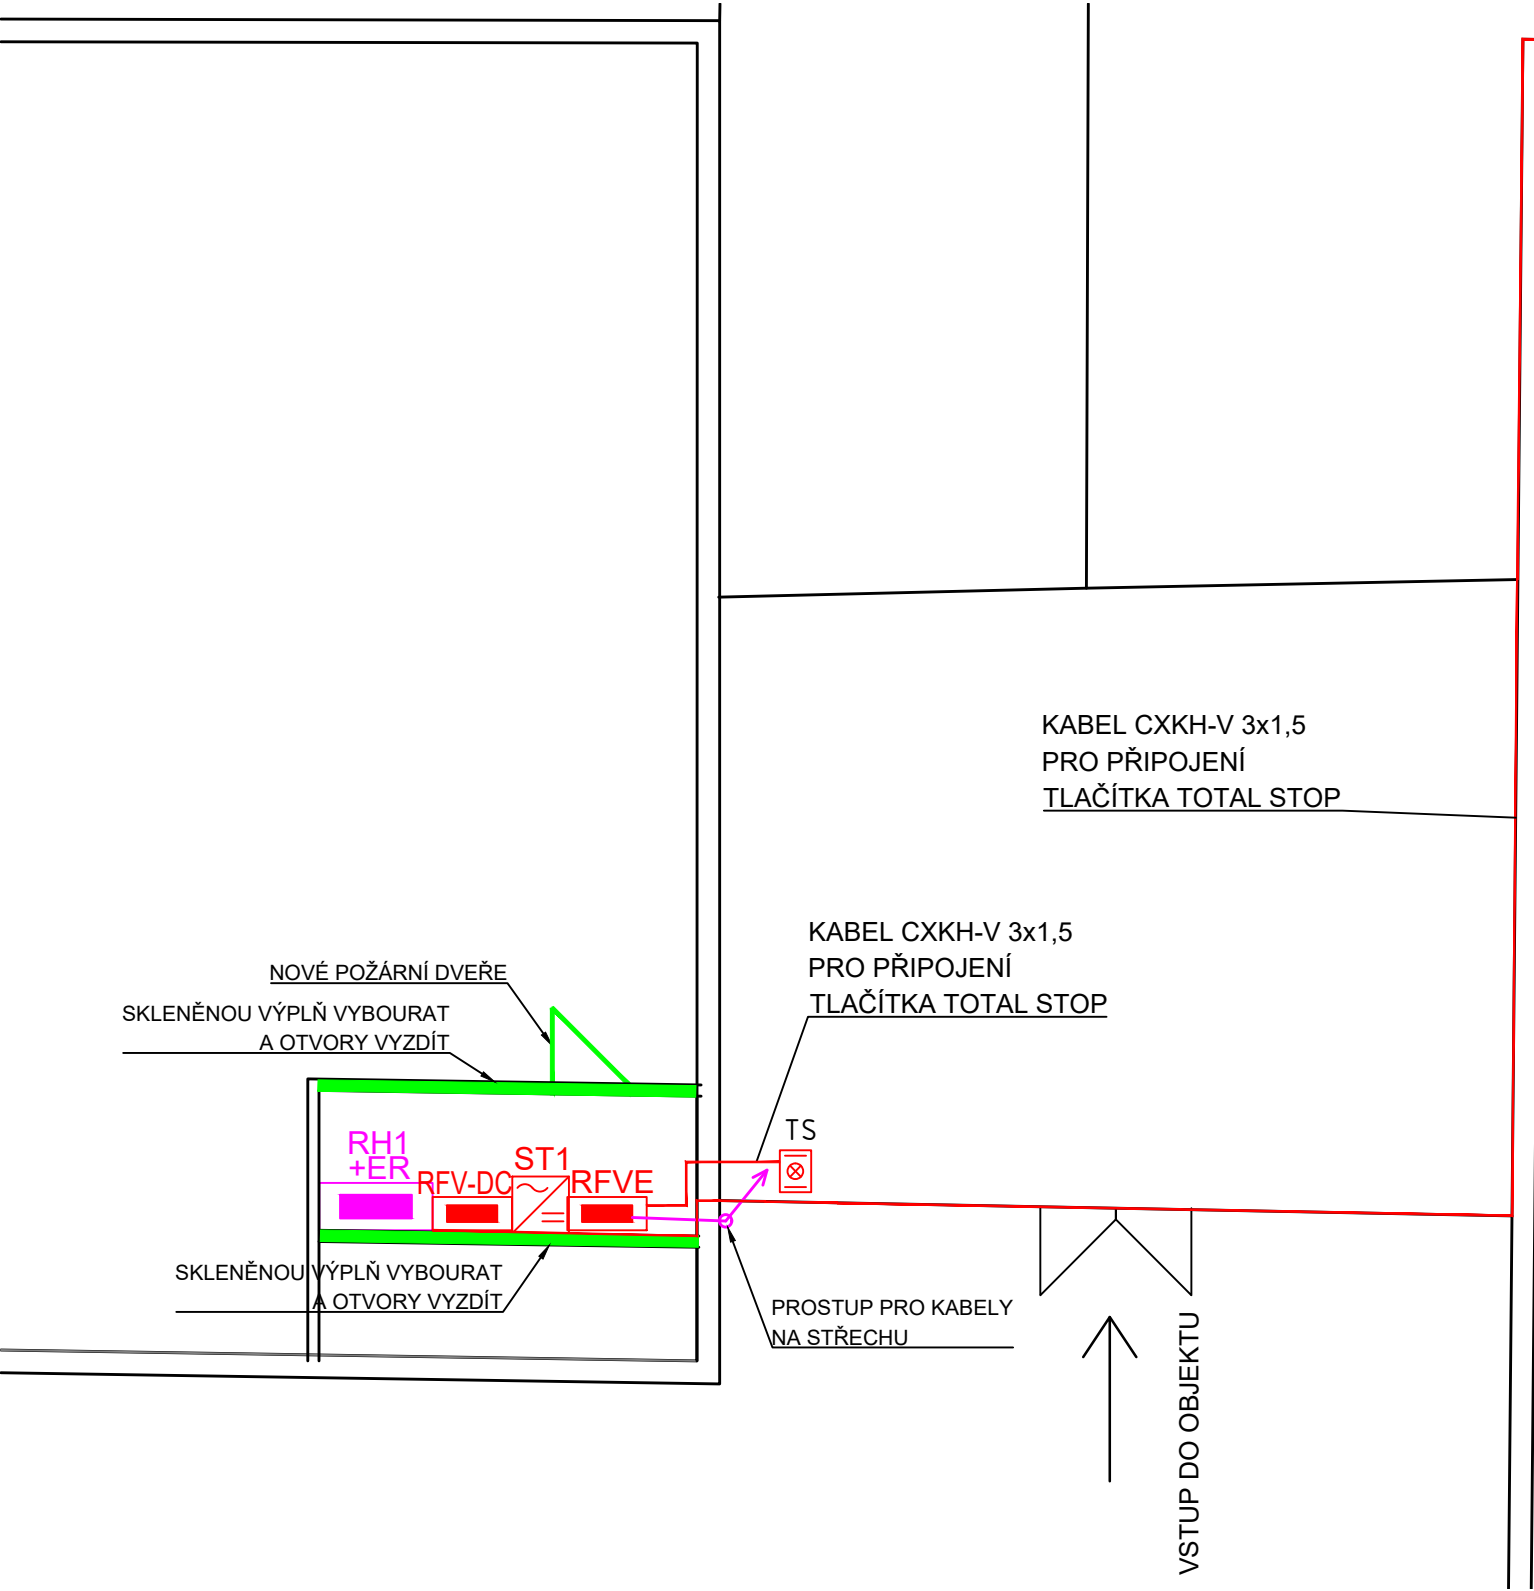 KABEL CXKH-V 3x1,5
PRO PŘIPOJENÍ
TLAČÍTKA TOTAL STOP
KABEL CXKH-V 3x1,5
PRO PŘIPOJENÍ
TLAČÍTKA TOTAL STOP
NOVÉ POŽÁRNÍ DVEŘE
SKLENĚNOU VÝPLŇ VYBOURAT
A OTVORY VYZDÍT
TS
RH1
+ER
RFV-DC
ST1
RFVE
SKLENĚNOU VÝPLŇ VYBOURAT
A OTVORY VYZDÍT
PROSTUP PRO KABELY
NA STŘECHU
VSTUP DO OBJEKTU